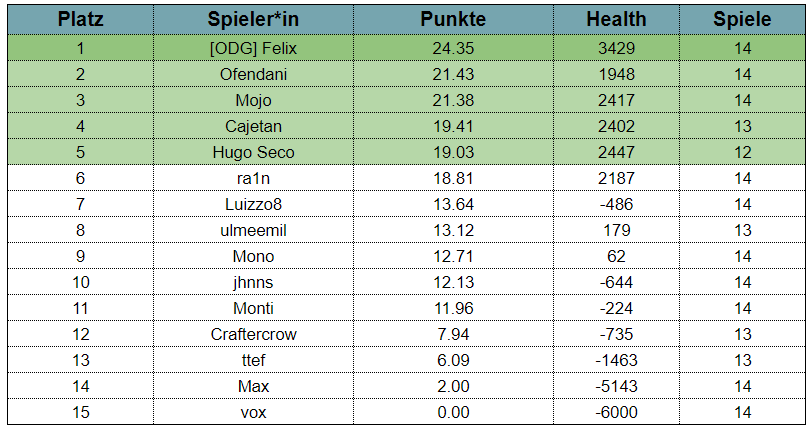 Platz Spieler*in Punkte Health Spiele
1 [ODG] Felix 24.35 3429 14
2 Ofendani 21.43 1948 14
3 Mojo 21.38 2417 14
4 Cajetan 19.41 2402 13
5 Hugo Seco 19.03 2447 12
6 ra1n 18.81 2187 14
7 Luizzo8 13.64 -486 14
8 ulmeemil 13.12 179 13
9 Mono 12.71 62 14
10 jhnns 12.13 -644 14
11 Monti 11.96 -224 14
12 Craftercrow 7.94 -735 13
13 ttef 6.09 -1463 13
14 Max 2.00 -5143 14
15 vox 0.00 -6000 14